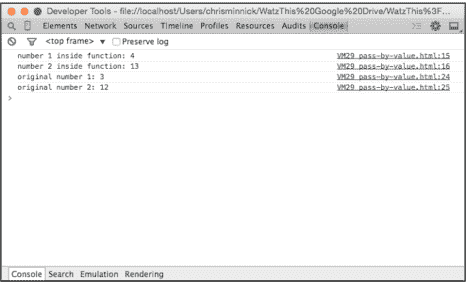 Developer Tools - file://localhost/Users/chrisminnick/WatzThis%20Google%20Drive/WatzThis%3F...
Elements Network Sources Timeline Profiles Resources Audits Console
<top frame> ▼ Preserve log
number 1 inside function: 4 VM29 pass-by-value.html:15
number 2 inside function: 13 VM29 pass-by-value.html:16
original number 1: 3 VM29 pass-by-value.html:24
original number 2: 12 VM29 pass-by-value.html:25
>
Console Search Emulation Rendering